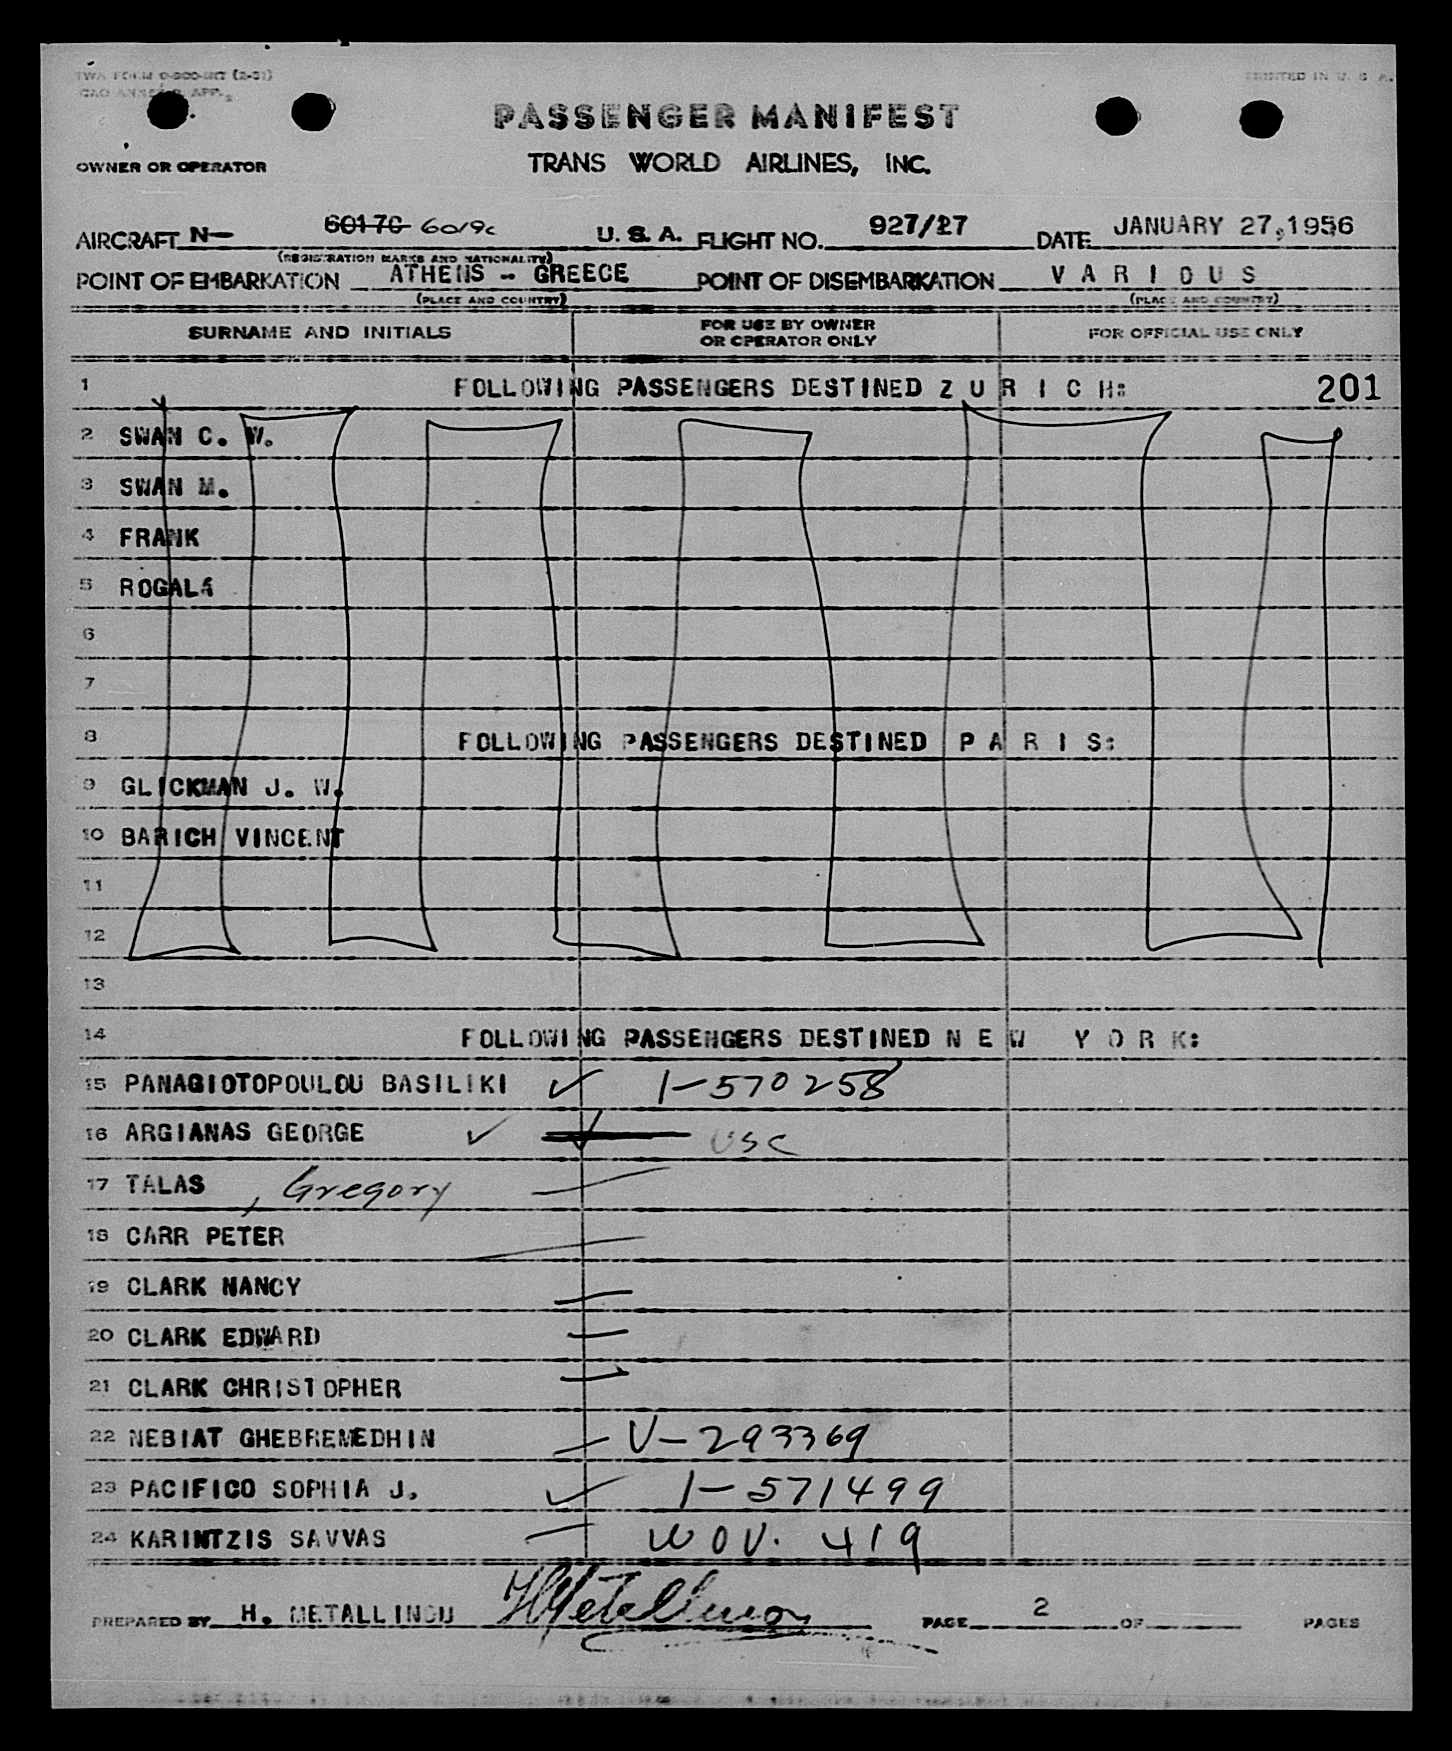 TWA FORM
PRINTED IN U. S. A.
PASSENGER MANIFEST
OWNER OR OPERATOR
TRANS WORLD AIRLINES, INC.
AIRCRAFT N— 6017C 6019c U. S. A. FLIGHT NO. 927/27 DATE JANUARY 27,1956
(REGISTRATION MARKS AND NATIONALITY)
POINT OF EMBARKATION ATHENS - GREECE POINT OF DISEMBARKATION V A R I O U S
(PLACE AND COUNTRY) (PLACE AND COUNTRY)
SURNAME AND INITIALS FOR USE BY OWNER OR OPERATOR ONLY FOR OFFICIAL USE ONLY
1 FOLLOWING PASSENGERS DESTINED Z U R I C H: 201
2 SWAN C. W.
3 SWAN M.
4 FRANK
5 ROGALA
6
7
8 FOLLOWING PASSENGERS DESTINED P A R I S:
9 GLICKMAN J. W.
10 BARICH VINCENT
11
12
13
14 FOLLOWING PASSENGERS DESTINED N E W Y O R K:
15 PANAGIOTOPOULOU BASILIKI ✓ 1-570258
16 ARGIANAS GEORGE ✓ ✓ USC
17 TALAS , Gregory
18 CARR PETER
19 CLARK NANCY
20 CLARK EDWARD
21 CLARK CHRISTOPHER
22 NEBIAT GHEBREMEDHIN V-293369
23 PACIFICO SOPHIA J. ✓ 1-571499
24 KARINTZIS SAVVAS WOV. 419
PREPARED BY H. METALLINOU HMetallinou PAGE 2 OF PAGES